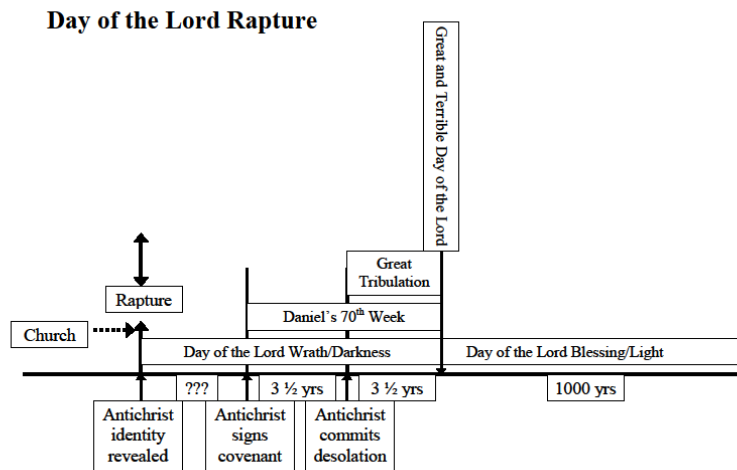 Day of the Lord Rapture
Great and Terrible Day of the Lord
Great
Tribulation
Rapture
Daniel's 70th Week
Church
Day of the Lord Wrath/Darkness
Day of the Lord Blessing/Light
???
3 ½ yrs
3 ½ yrs
1000 yrs
Antichrist
identity
revealed
Antichrist
signs
covenant
Antichrist
commits
desolation